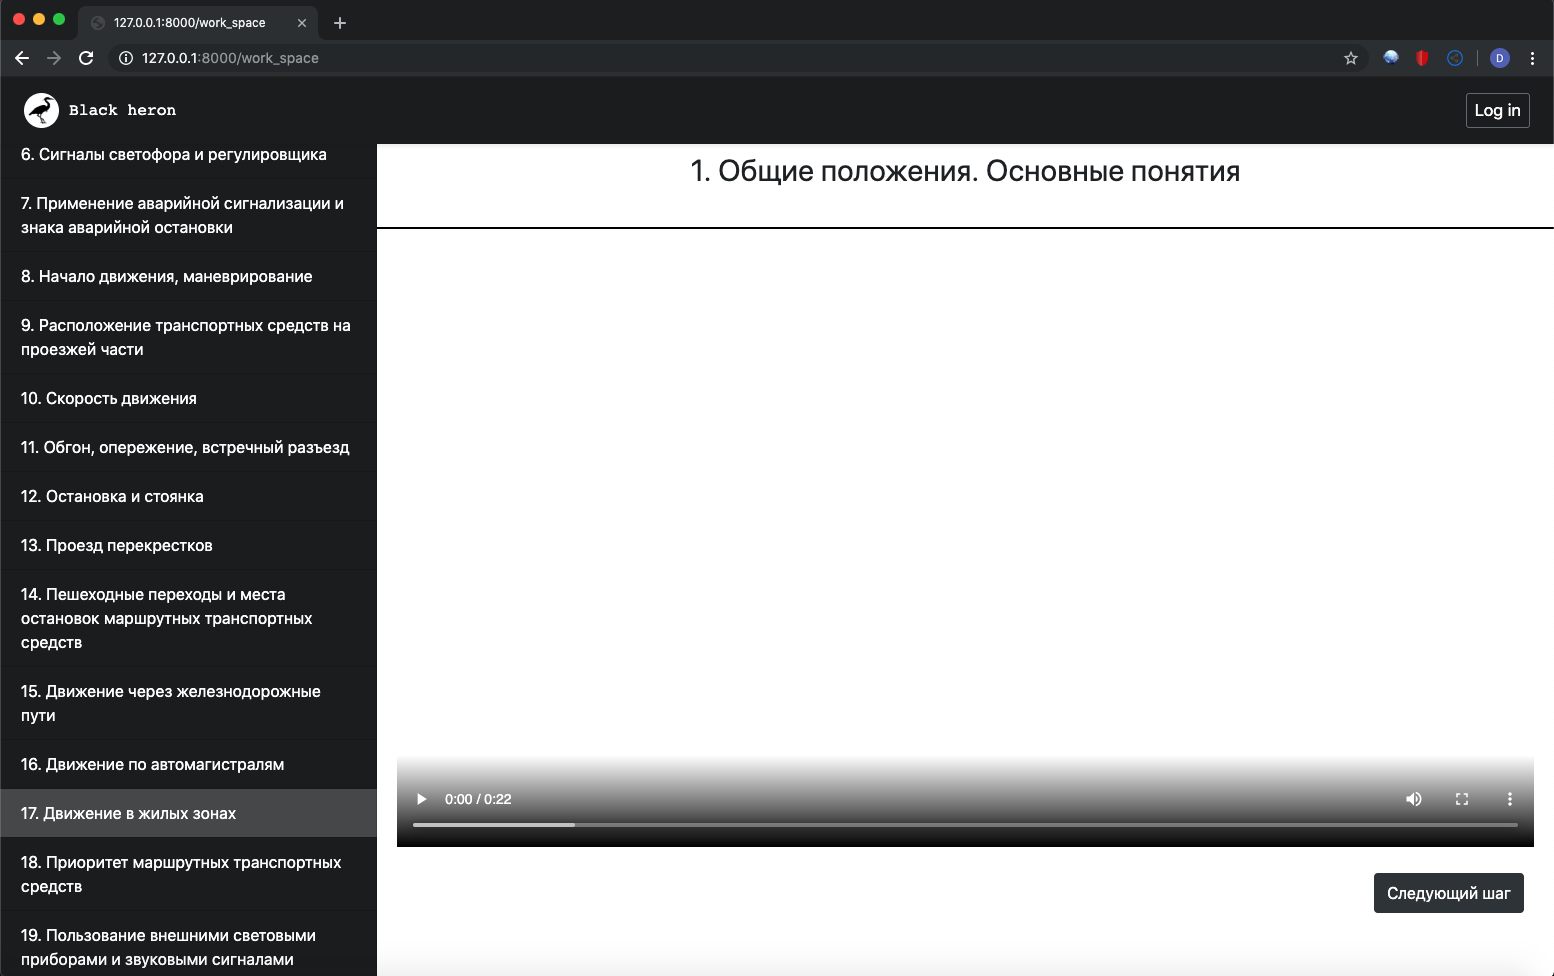 127.0.0.1:8000/work_space
127.0.0.1:8000/work_space
D
Black heron
Log in
6. Сигналы светофора и регулировщика
7. Применение аварийной сигнализации и
знака аварийной остановки
8. Начало движения, маневрирование
9. Расположение транспортных средств на
проезжей части
10. Скорость движения
11. Обгон, опережение, встречный разъезд
12. Остановка и стоянка
13. Проезд перекрестков
14. Пешеходные переходы и места
остановок маршрутных транспортных
средств
15. Движение через железнодорожные
пути
16. Движение по автомагистралям
17. Движение в жилых зонах
18. Приоритет маршрутных транспортных
средств
19. Пользование внешними световыми
приборами и звуковыми сигналами
1. Общие положения. Основные понятия
0:00 / 0:22
Следующий шаг